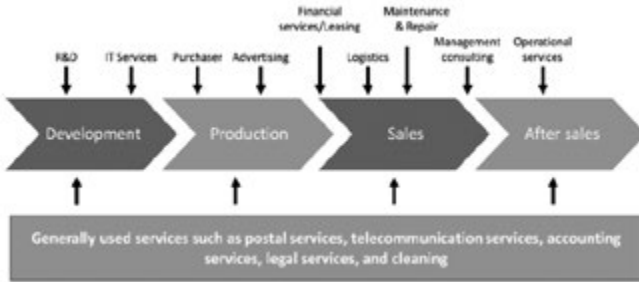 Financial
services/Leasing
Maintenance
& Repair
R&D
IT Services
Purchaser
Advertising
Logistics
Management
consulting
Operational
services
Development
Production
Sales
After sales
Generally used services such as postal services, telecommunication services, accounting
services, legal services, and cleaning